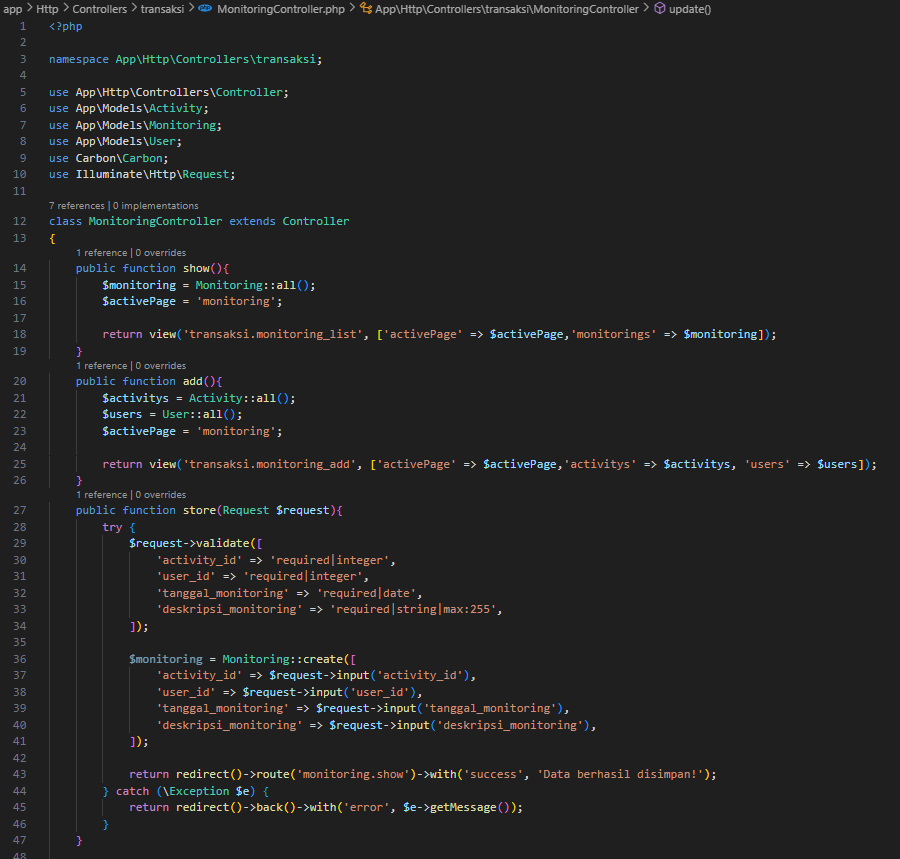 app > Http > Controllers > transaksi > MonitoringController.php > App\Http\Controllers\transaksi\MonitoringController > update()
1 <?php
2
3 namespace App\Http\Controllers\transaksi;
4
5 use App\Http\Controllers\Controller;
6 use App\Models\Activity;
7 use App\Models\Monitoring;
8 use App\Models\User;
9 use Carbon\Carbon;
10 use Illuminate\Http\Request;
11
7 references | 0 implementations
12 class MonitoringController extends Controller
13 {
1 reference | 0 overrides
14 public function show(){
15 $monitoring = Monitoring::all();
16 $activePage = 'monitoring';
17
18 return view('transaksi.monitoring_list', ['activePage' => $activePage,'monitorings' => $monitoring]);
19 }
1 reference | 0 overrides
20 public function add(){
21 $activitys = Activity::all();
22 $users = User::all();
23 $activePage = 'monitoring';
24
25 return view('transaksi.monitoring_add', ['activePage' => $activePage,'activitys' => $activitys, 'users' => $users]);
26 }
1 reference | 0 overrides
27 public function store(Request $request){
28 try {
29 $request->validate([
30 'activity_id' => 'required|integer',
31 'user_id' => 'required|integer',
32 'tanggal_monitoring' => 'required|date',
33 'deskripsi_monitoring' => 'required|string|max:255',
34 ]);
35
36 $monitoring = Monitoring::create([
37 'activity_id' => $request->input('activity_id'),
38 'user_id' => $request->input('user_id'),
39 'tanggal_monitoring' => $request->input('tanggal_monitoring'),
40 'deskripsi_monitoring' => $request->input('deskripsi_monitoring'),
41 ]);
42
43 return redirect()->route('monitoring.show')->with('success', 'Data berhasil disimpan!');
44 } catch (\Exception $e) {
45 return redirect()->back()->with('error', $e->getMessage());
46 }
47 }
48